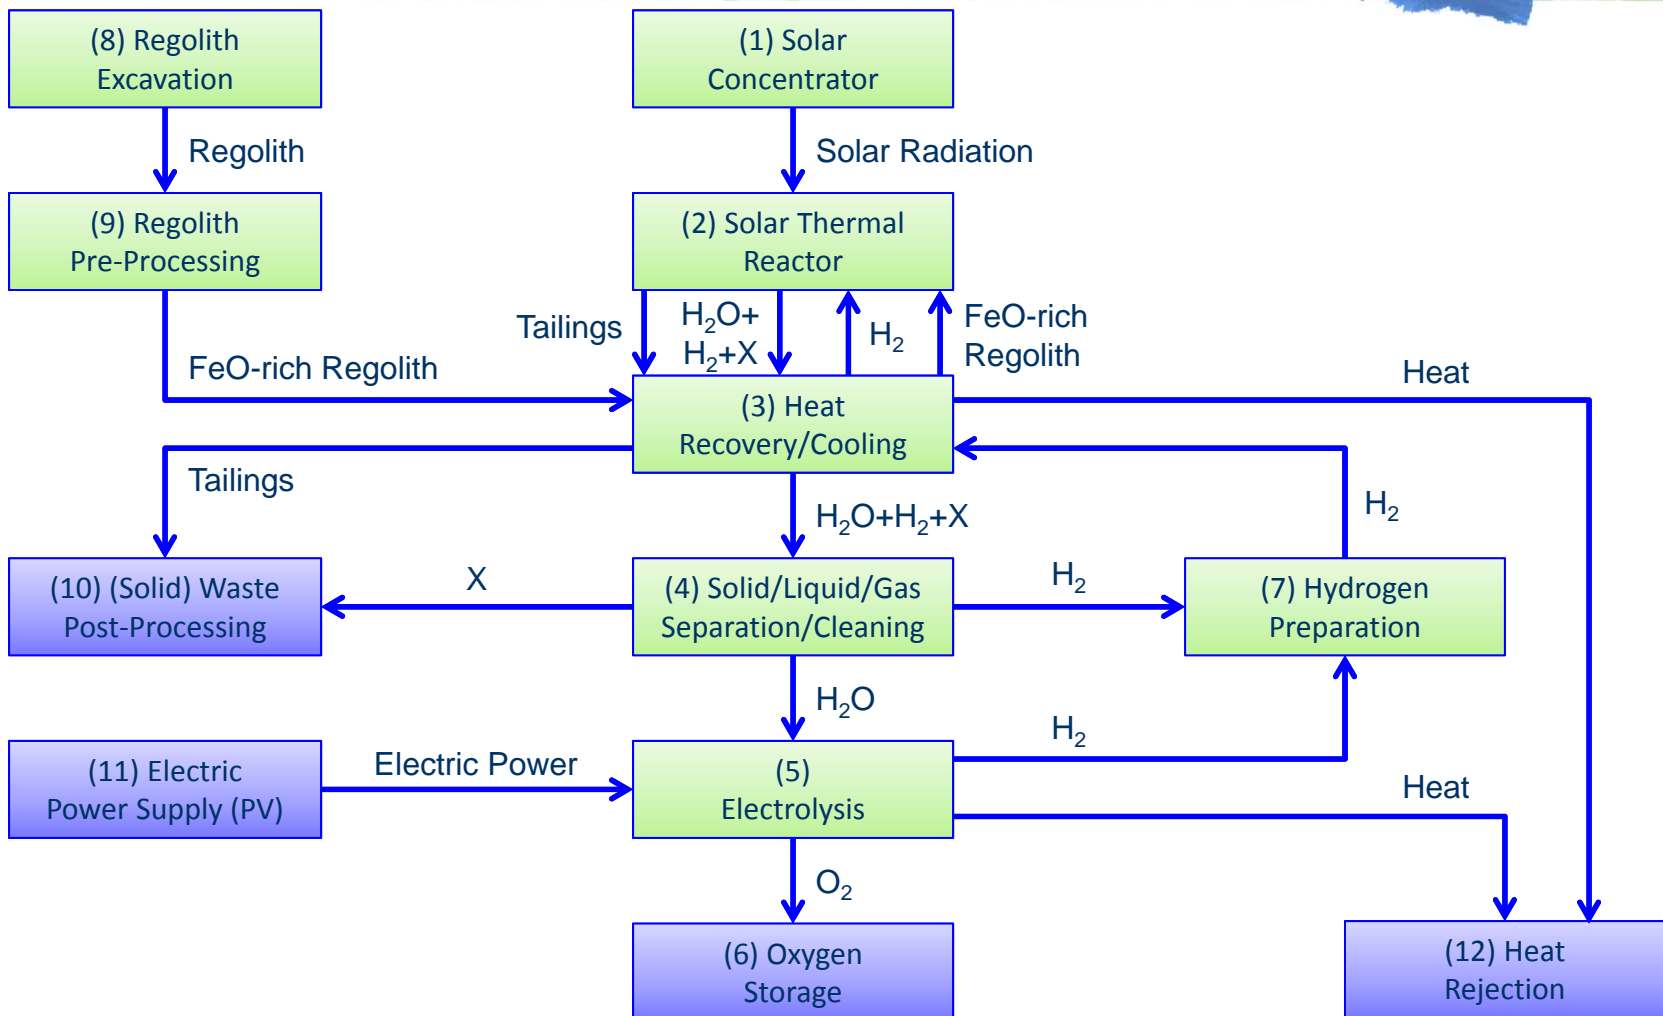 (8) Regolith
Excavation
(1) Solar
Concentrator
Regolith
Solar Radiation
(9) Regolith
Pre-Processing
(2) Solar Thermal
Reactor
Tailings
H₂O+
H₂+X
H₂
FeO-rich
Regolith
FeO-rich Regolith
Heat
(3) Heat
Recovery/Cooling
Tailings
H₂O+H₂+X
H₂
(10) (Solid) Waste
Post-Processing
X
(4) Solid/Liquid/Gas
Separation/Cleaning
H₂
(7) Hydrogen
Preparation
H₂O
(11) Electric
Power Supply (PV)
Electric Power
(5)
Electrolysis
H₂
Heat
O₂
(6) Oxygen
Storage
(12) Heat
Rejection